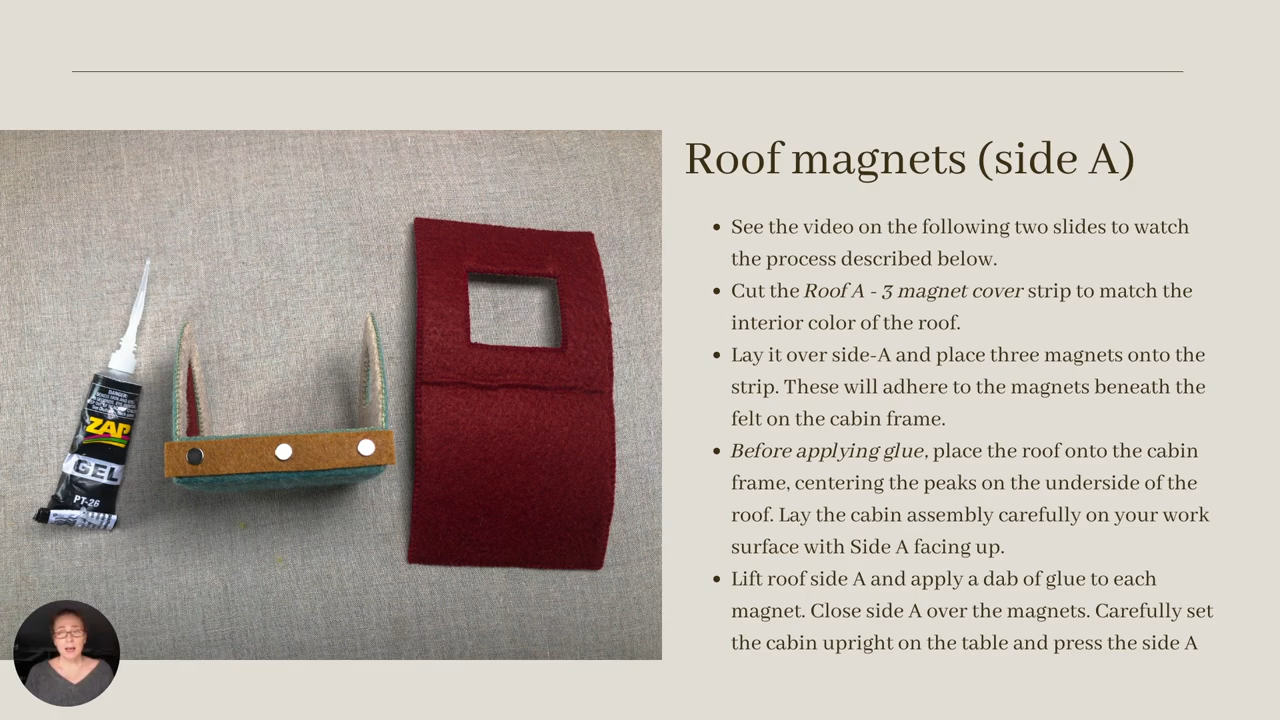 Roof magnets (side A)
• See the video on the following two slides to watch
the process described below.
• Cut the Roof A - 3 magnet cover strip to match the
interior color of the roof.
• Lay it over side-A and place three magnets onto the
strip. These will adhere to the magnets beneath the
felt on the cabin frame.
• Before applying glue, place the roof onto the cabin
frame, centering the peaks on the underside of the
roof. Lay the cabin assembly carefully on your work
surface with Side A facing up.
• Lift roof side A and apply a dab of glue to each
magnet. Close side A over the magnets. Carefully set
the cabin upright on the table and press the side A
ZAP
GEL
PT-26